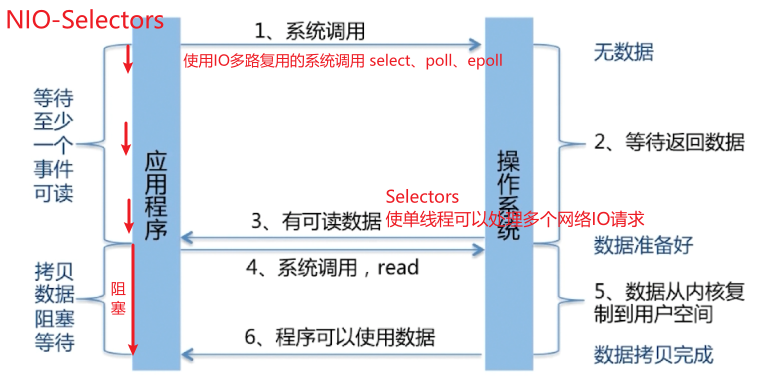 NIO-Selectors
1、系统调用
使用IO多路复用的系统调用 select、poll、epoll
无数据
等待
至少
一个
事件
可读
应用程序
操作系统
2、等待返回数据
Selectors
使单线程可以处理多个网络IO请求
3、有可读数据
数据准备好
4、系统调用，read
拷贝
数据
阻塞
等待
阻
塞
5、数据从内核复
制到用户空间
6、程序可以使用数据
数据拷贝完成